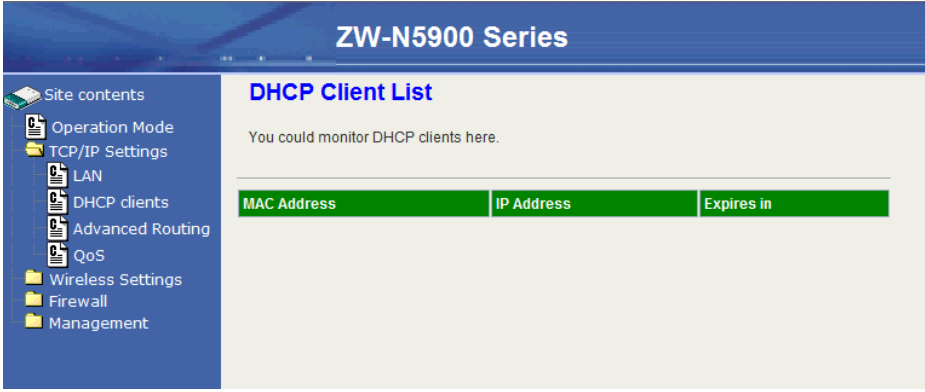 ZW-N5900 Series
Site contents
Operation Mode
TCP/IP Settings
LAN
DHCP clients
Advanced Routing
QoS
Wireless Settings
Firewall
Management
DHCP Client List
You could monitor DHCP clients here.
MAC Address IP Address Expires in